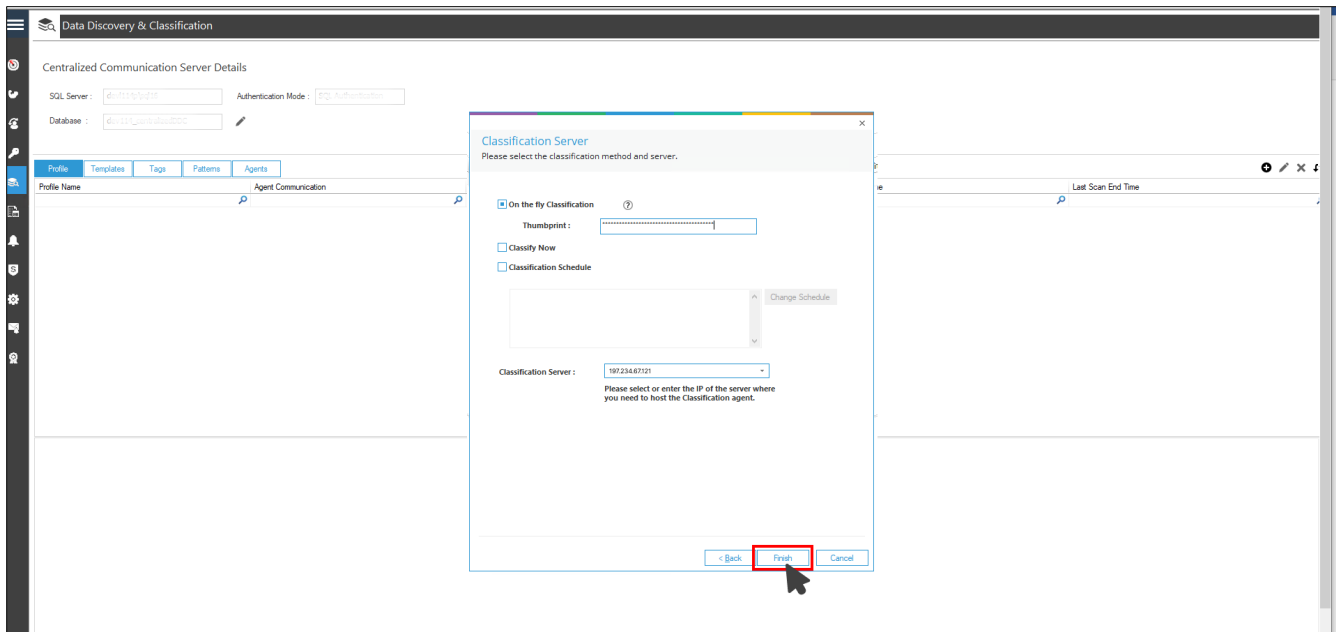 Data Discovery & Classification
Centralized Communication Server Details
SQL Server :
Authentication Mode :
Database :
Profile Templates Tags Patterns Agents
Profile Name Agent Communication Last Scan End Time
×
Classification Server
Please select the classification method and server.
On the fly Classification ?
Thumbprint : ****************************************
Classify Now
Classification Schedule
Change Schedule
Classification Server : 197.234.67.121
Please select or enter the IP of the server where
you need to host the Classification agent.
< Back Finish Cancel